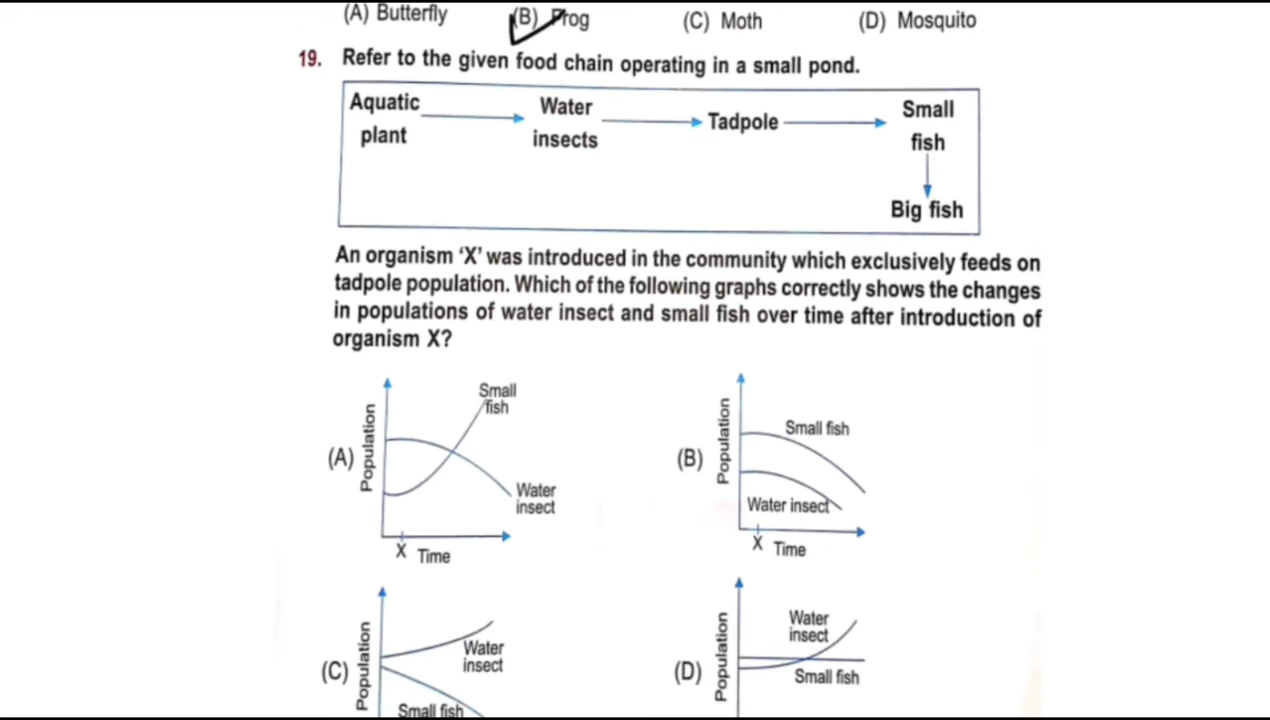 (A) Butterfly (B) Frog (C) Moth (D) Mosquito
19. Refer to the given food chain operating in a small pond.
Aquatic plant
Water insects
Tadpole
Small fish
Big fish
An organism ‘X’ was introduced in the community which exclusively feeds on
tadpole population. Which of the following graphs correctly shows the changes
in populations of water insect and small fish over time after introduction of
organism X?
(A)
Population
Small
fish
Water
insect
X Time
(B)
Population
Small fish
Water insect
X Time
(C)
Population
Water
insect
Small fish
(D)
Population
Water
insect
Small fish